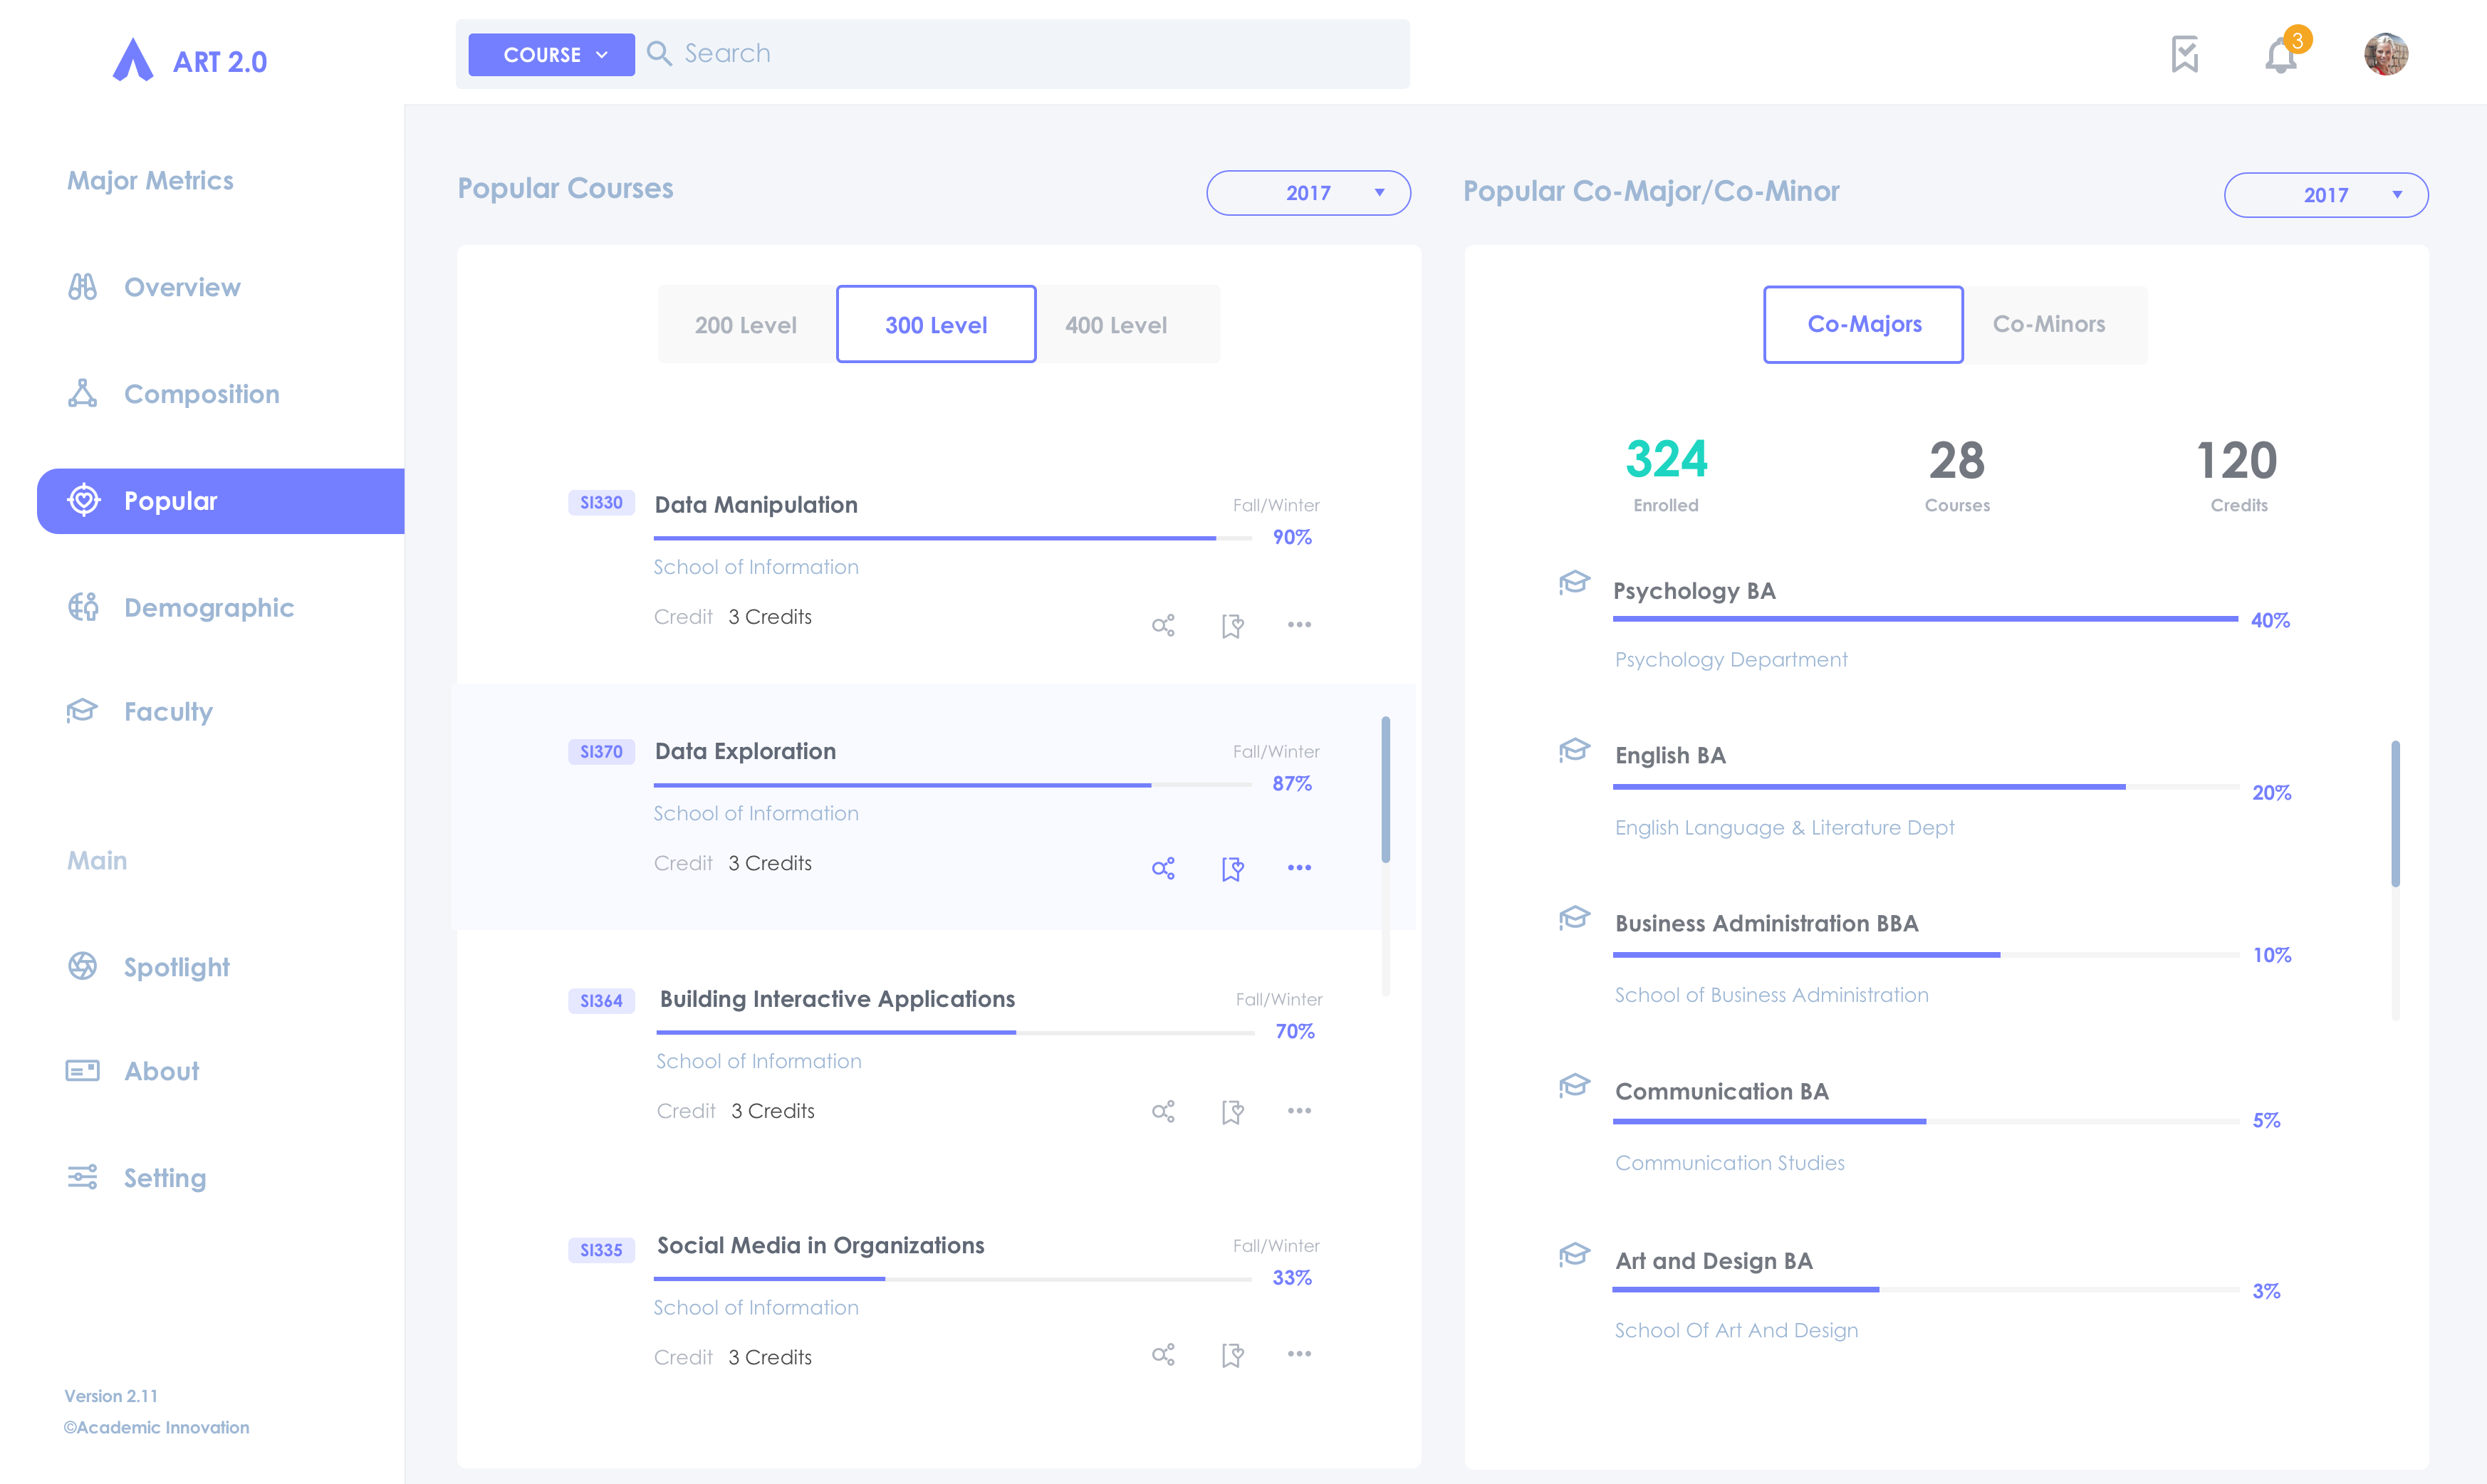 ART 2.0
COURSE
Search
3
Major Metrics
Overview
Composition
Popular
Demographic
Faculty
Main
Spotlight
About
Setting
Version 2.11
©Academic Innovation
Popular Courses
2017
200 Level
300 Level
400 Level
SI330
Data Manipulation
Fall/Winter
90%
School of Information
Credit 3 Credits
SI370
Data Exploration
Fall/Winter
87%
School of Information
Credit 3 Credits
SI364
Building Interactive Applications
Fall/Winter
70%
School of Information
Credit 3 Credits
SI335
Social Media in Organizations
Fall/Winter
33%
School of Information
Credit 3 Credits
Popular Co-Major/Co-Minor
2017
Co-Majors
Co-Minors
324
Enrolled
28
Courses
120
Credits
Psychology BA
40%
Psychology Department
English BA
20%
English Language & Literature Dept
Business Administration BBA
10%
School of Business Administration
Communication BA
5%
Communication Studies
Art and Design BA
3%
School Of Art And Design